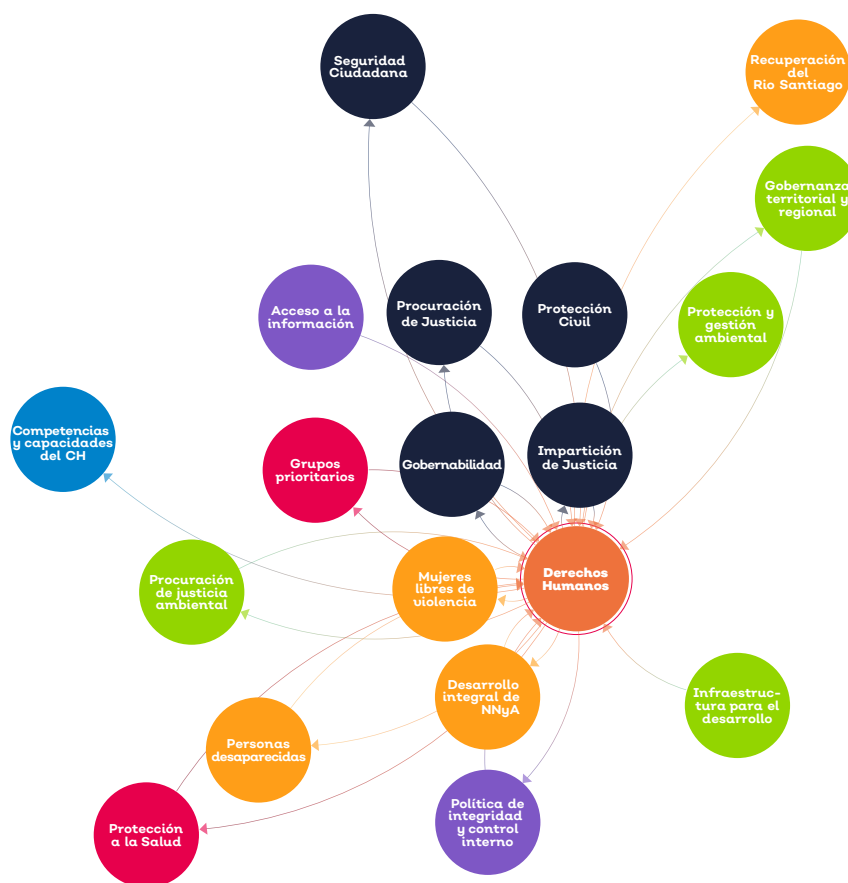 Seguridad
Ciudadana
Recuperación
del
Rio Santiago
Gobernanza
territorial y
regional
Acceso a la
información
Procuración
de Justicia
Protección
Civil
Protección y
gestión
ambiental
Competencias
y capacidades
del CH
Grupos
prioritarios
Gobernabilidad
Impartición
de Justicia
Procuración
de justicia
ambiental
Mujeres
libres de
violencia
Derechos
Humanos
Desarrollo
integral de
NNyA
Infraestruc-
tura para el
desarrollo
Personas
desaparecidas
Política de
integridad
y control
interno
Protección
a la Salud